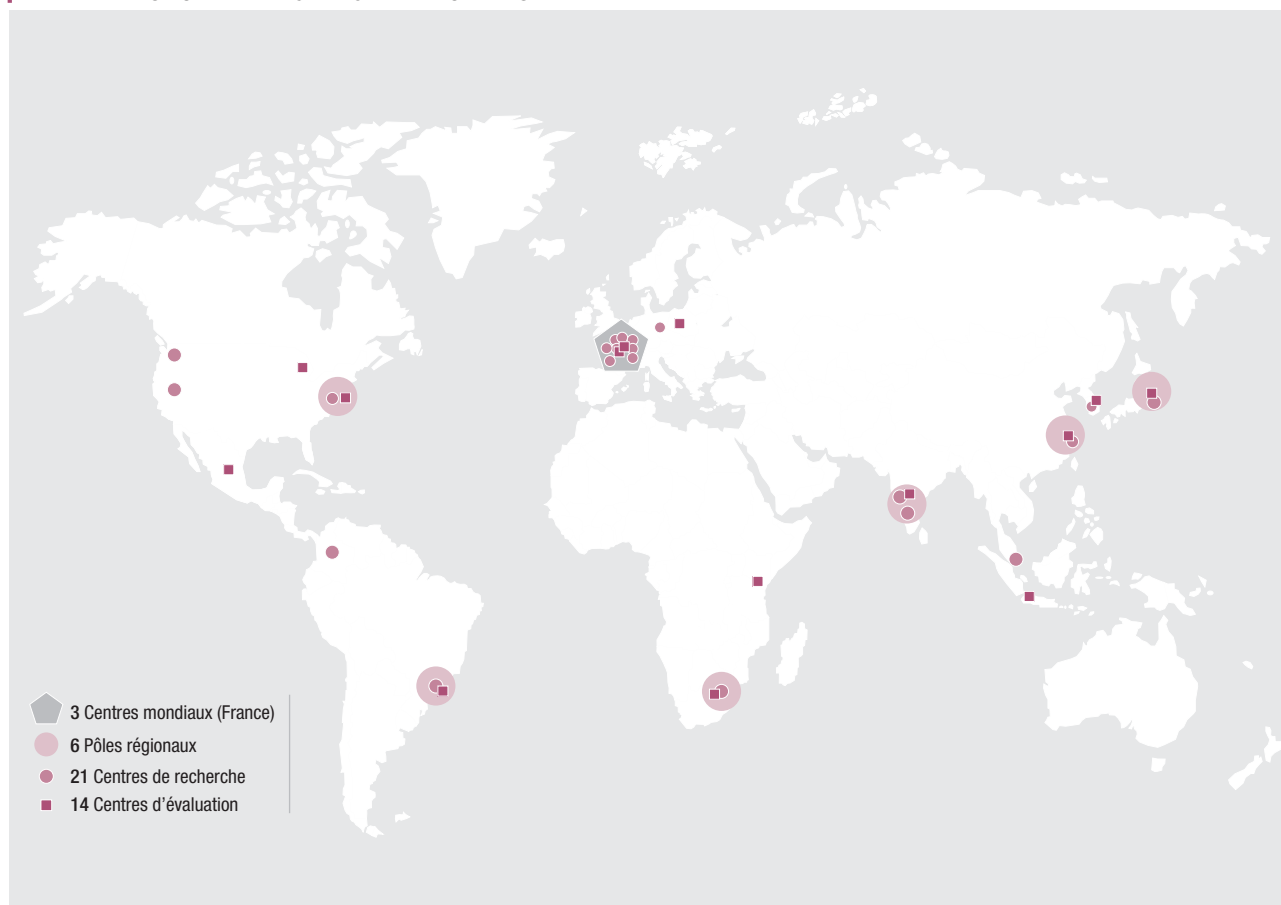 3 Centres mondiaux (France)
6 Pôles régionaux
21 Centres de recherche
14 Centres d'évaluation